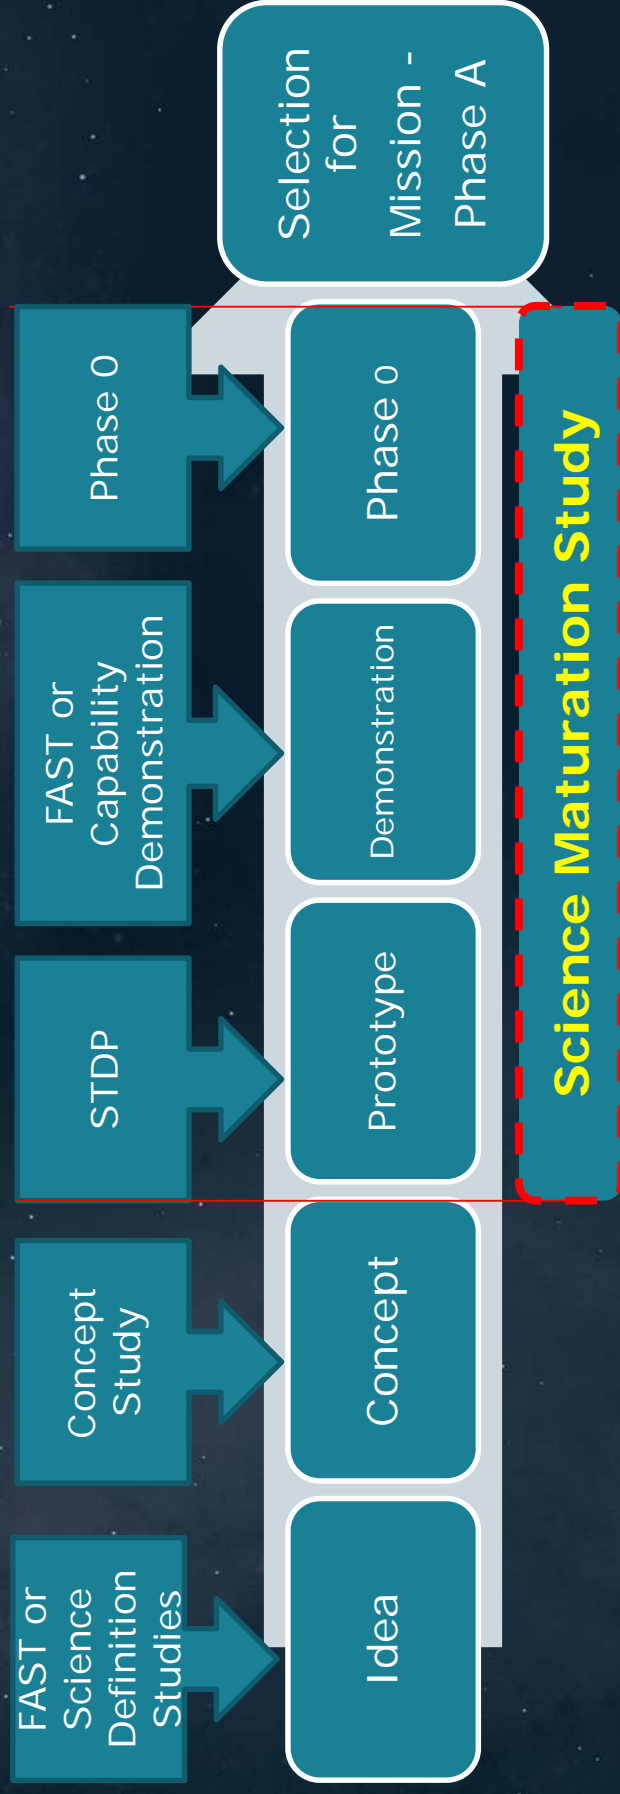 FAST or
Science
Definition
Studies
Concept
Study
STDP
FAST or
Capability
Demonstration
Phase 0
Idea
Concept
Prototype
Demonstration
Phase 0
Selection
for
Mission -
Phase A
Science Maturation Study